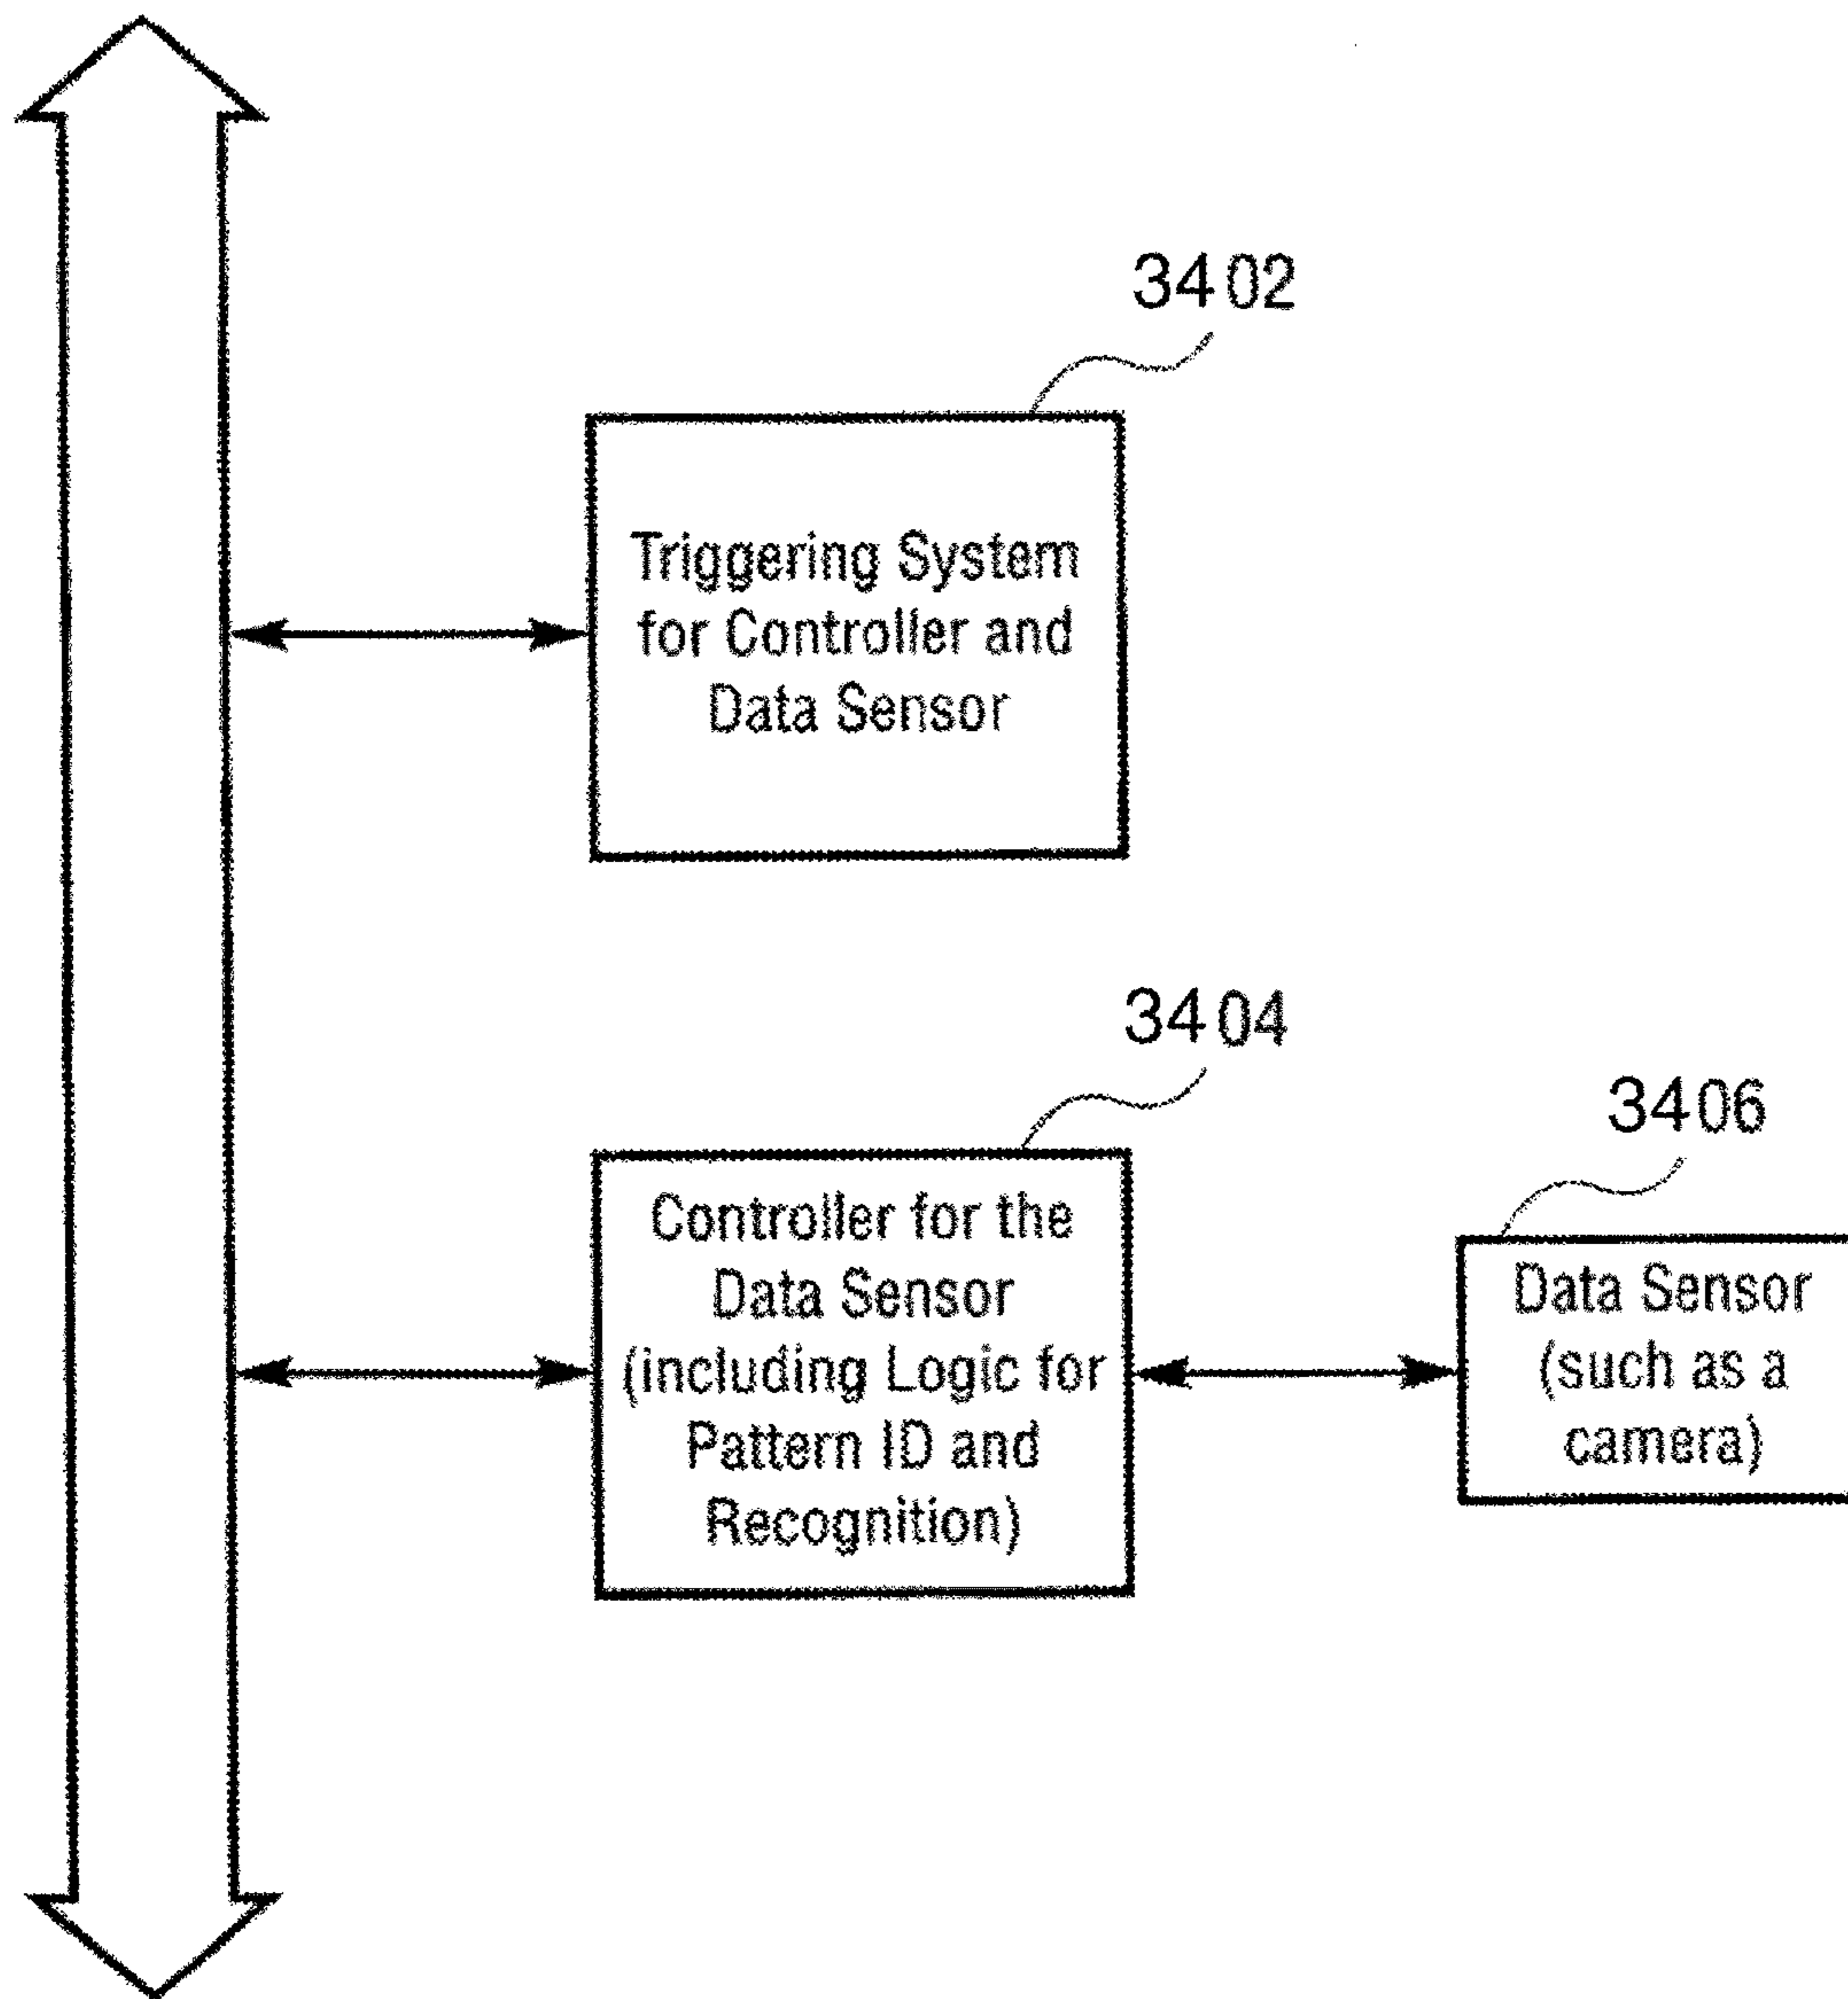 3402
Triggering System
for Controller and
Data Sensor
3404
Controller for the
Data Sensor
(including Logic for
Pattern ID and
Recognition)
3406
Data Sensor
(such as a
camera)